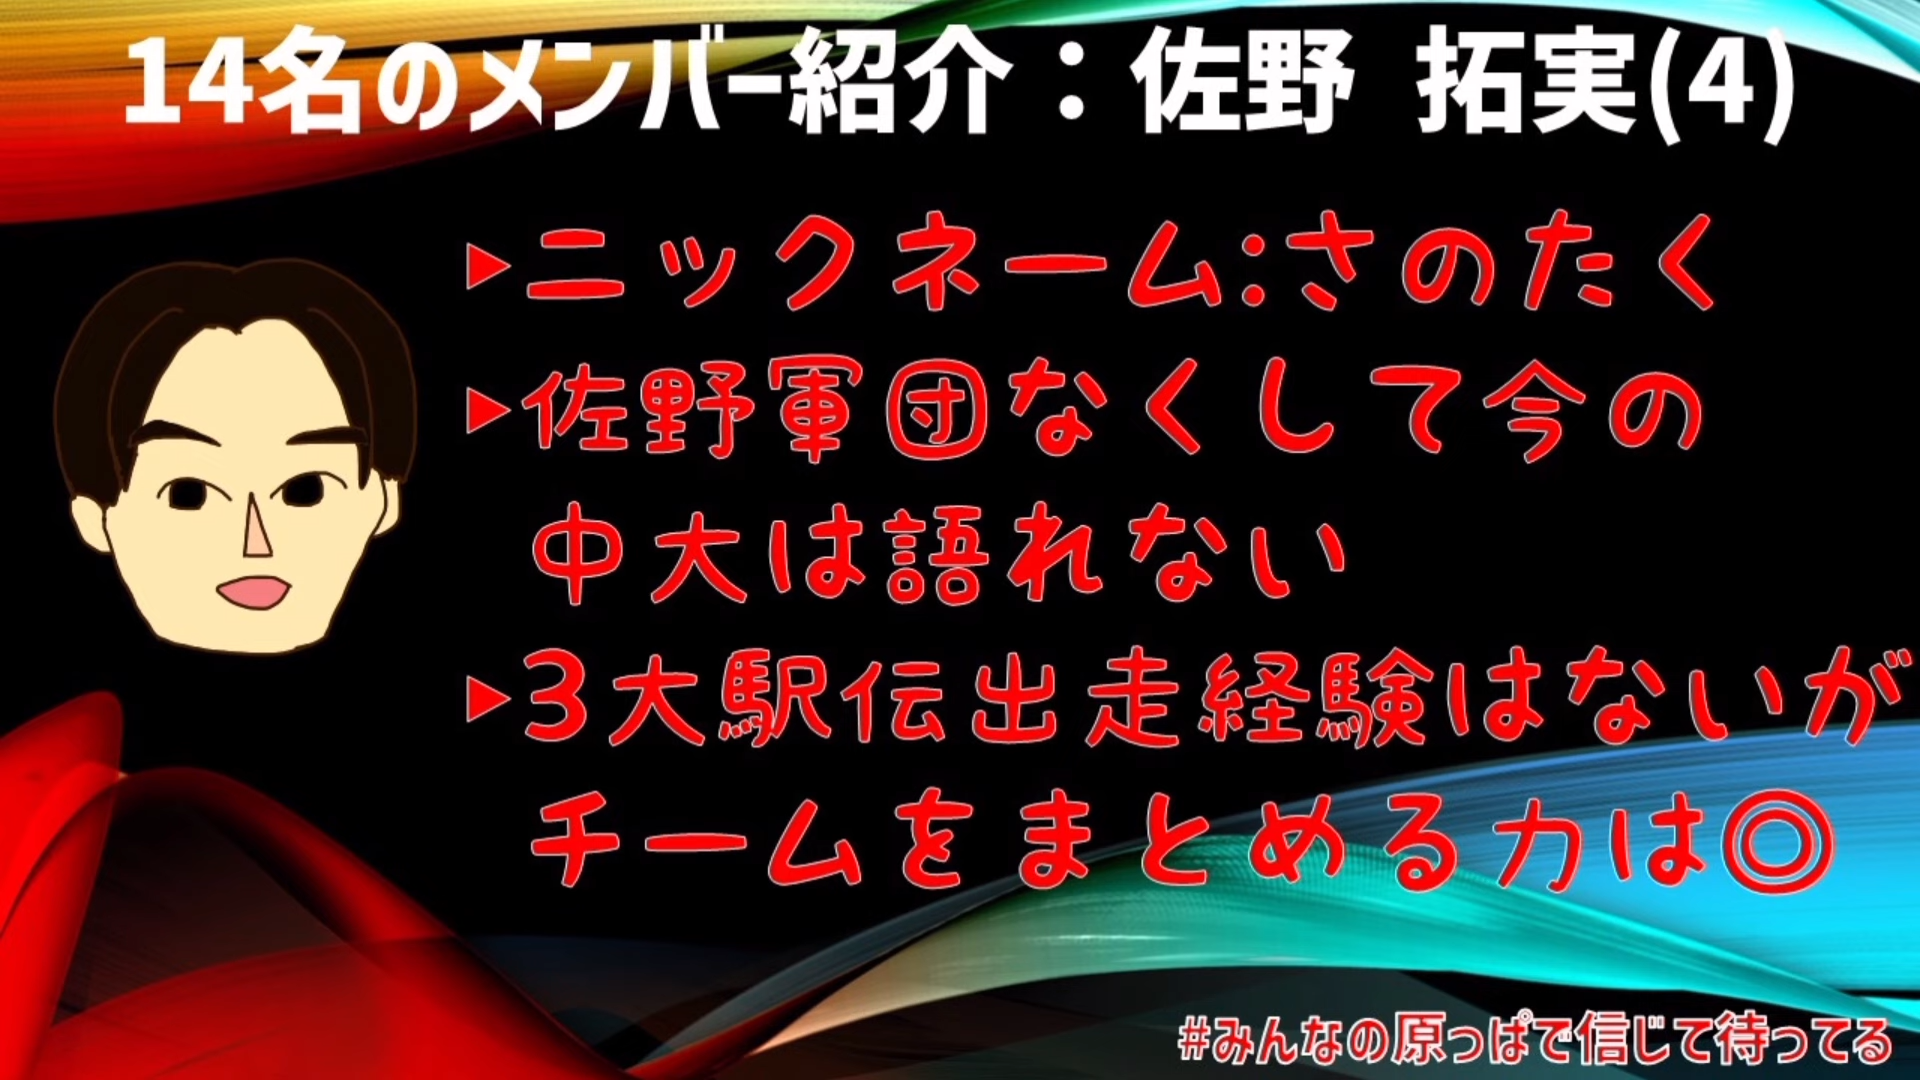 14名のメンバー紹介：佐野 拓実(4)
▶ニックネーム:さのたく
▶佐野軍団なくして今の
中大は語れない
▶3大駅伝出走経験はないが
チームをまとめる力は◎
#みんなの原っぱで信じて待ってる